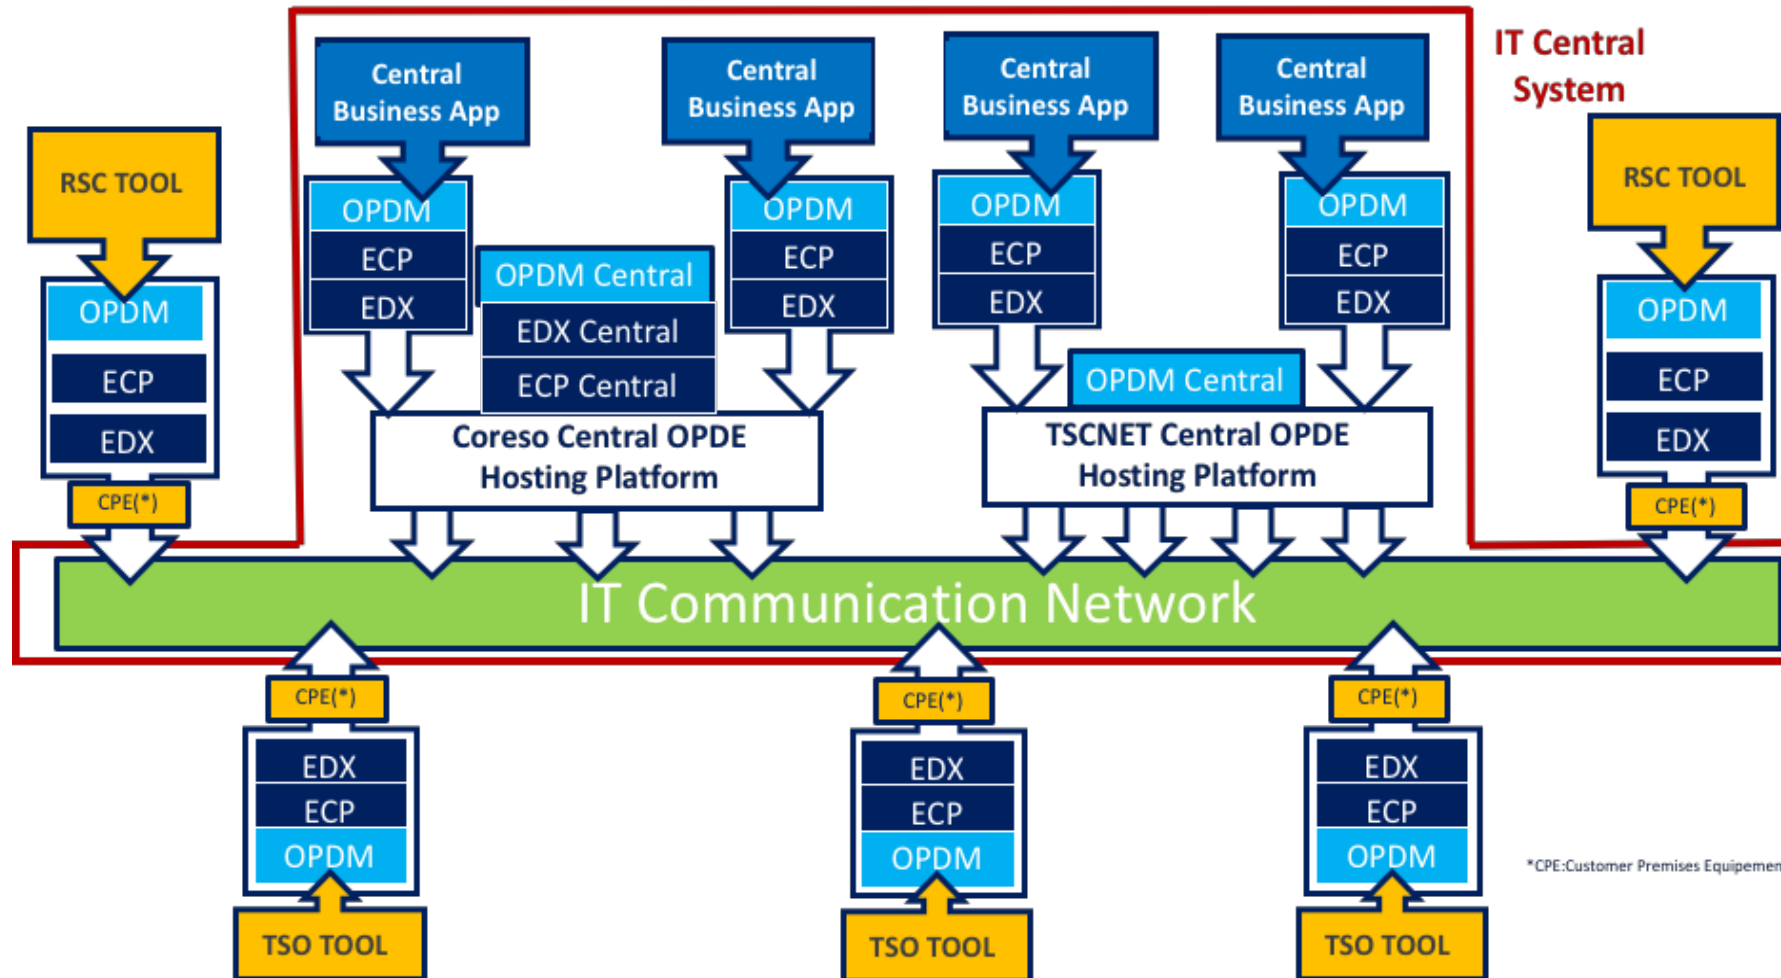 IT Central
System
Central
Business App
Central
Business App
Central
Business App
Central
Business App
RSC TOOL
RSC TOOL
OPDM
ECP
EDX
OPDM
ECP
EDX
OPDM
ECP
EDX
OPDM
ECP
EDX
OPDM Central
EDX Central
ECP Central
OPDM Central
OPDM
ECP
EDX
CPE(*)
OPDM
ECP
EDX
CPE(*)
Coreso Central OPDE
Hosting Platform
TSCNET Central OPDE
Hosting Platform
IT Communication Network
CPE(*)
EDX
ECP
OPDM
TSO TOOL
CPE(*)
EDX
ECP
OPDM
TSO TOOL
CPE(*)
EDX
ECP
OPDM
TSO TOOL
*CPE:Customer Premises Equipemen